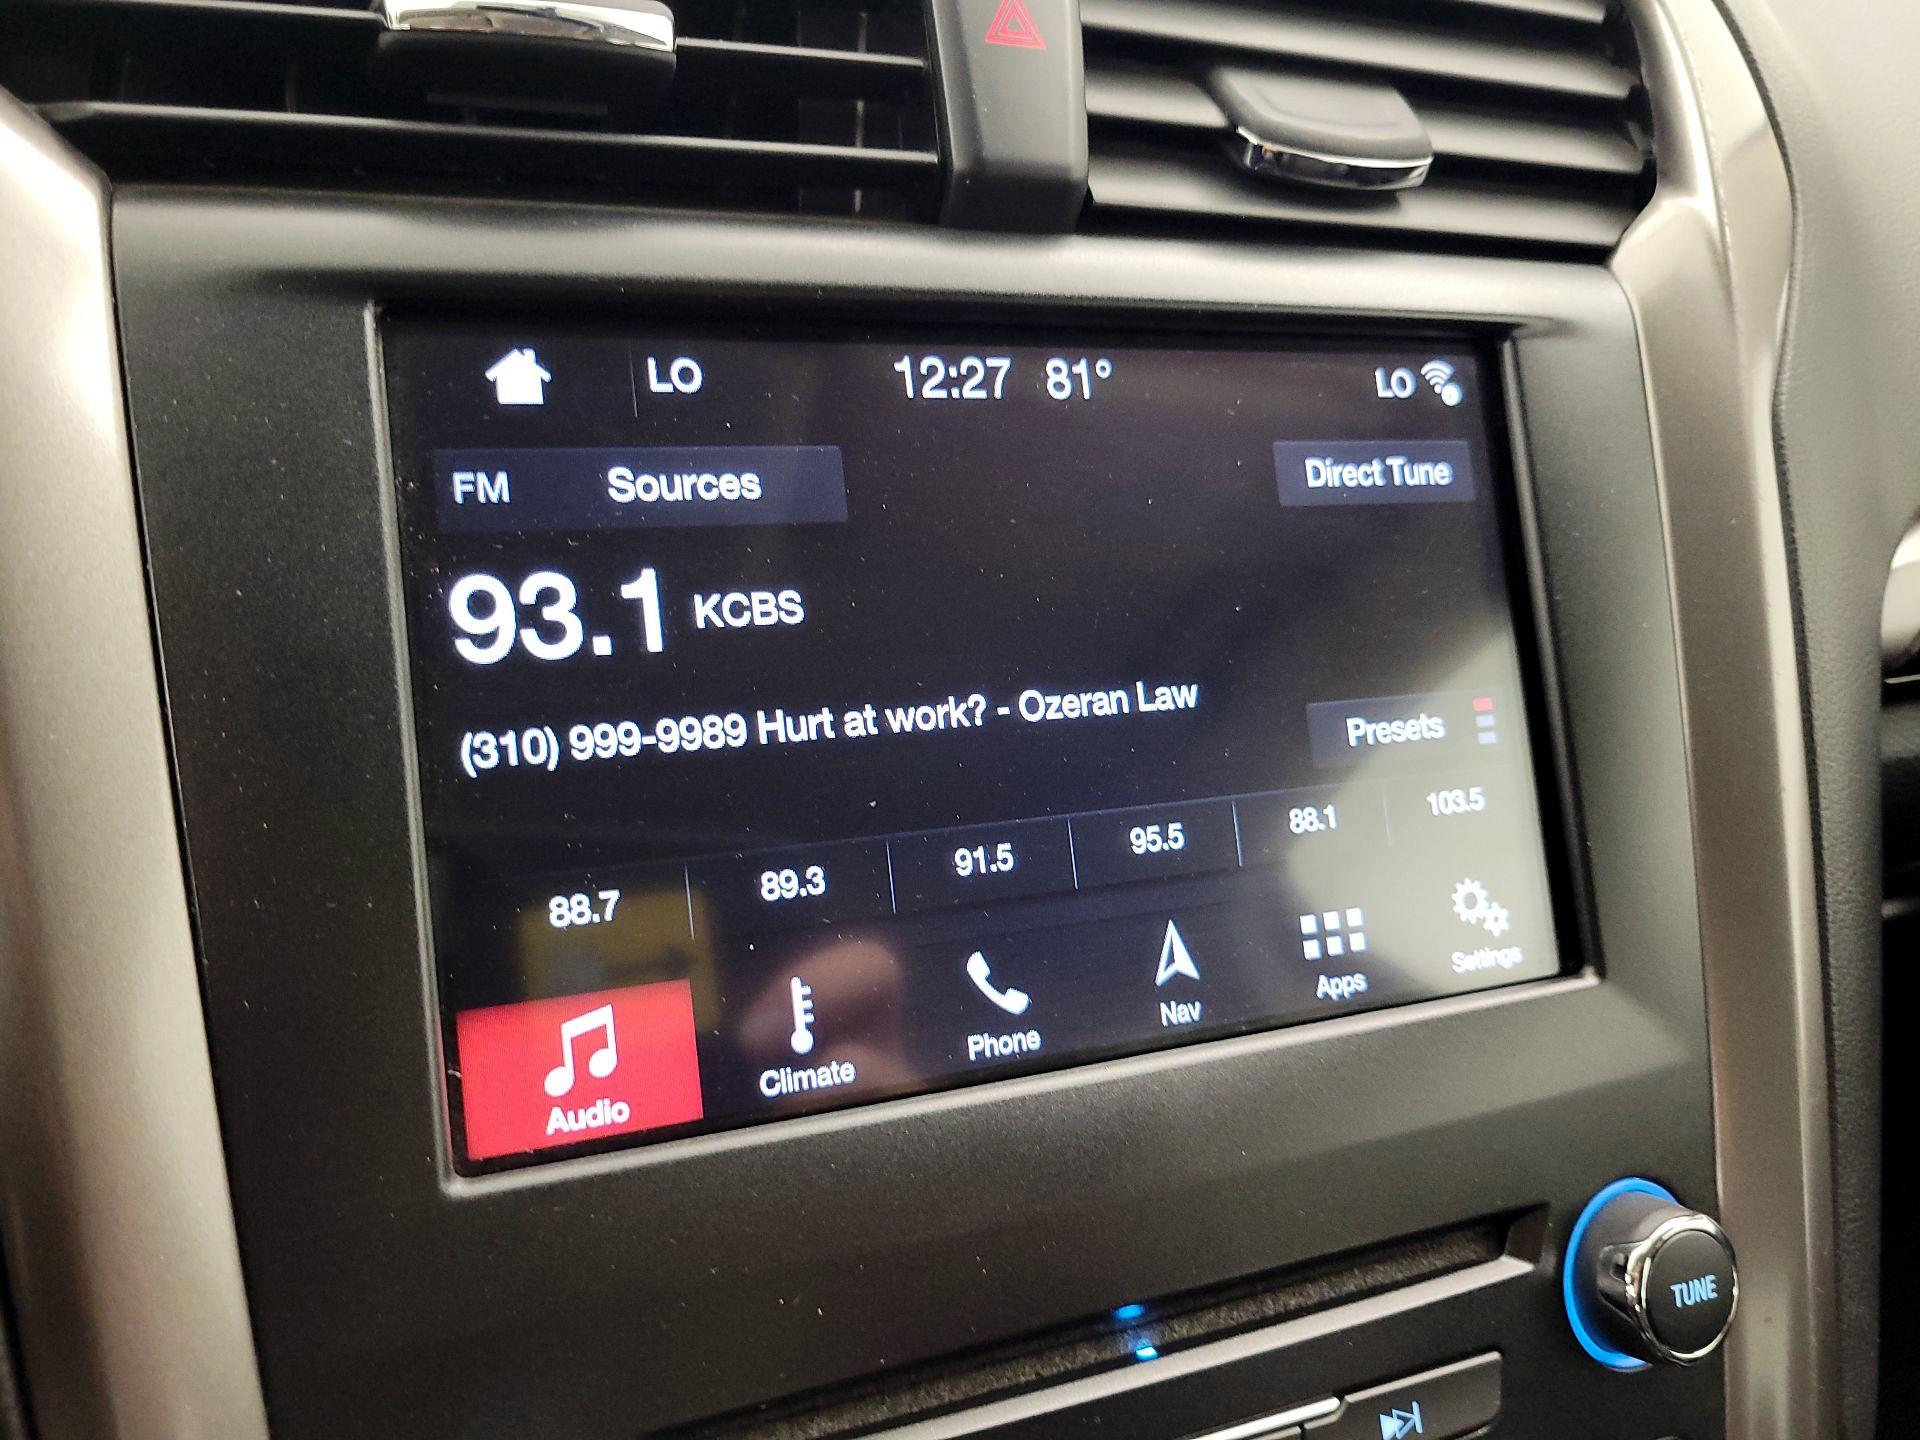 LO 12:27 81° LO
FM Sources Direct Tune
93.1 KCBS
(310) 999-9989 Hurt at work? - Ozeran Law
Presets
88.7 89.3 91.5 95.5 88.1 103.5
Audio Climate Phone Nav Apps Settings
TUNE